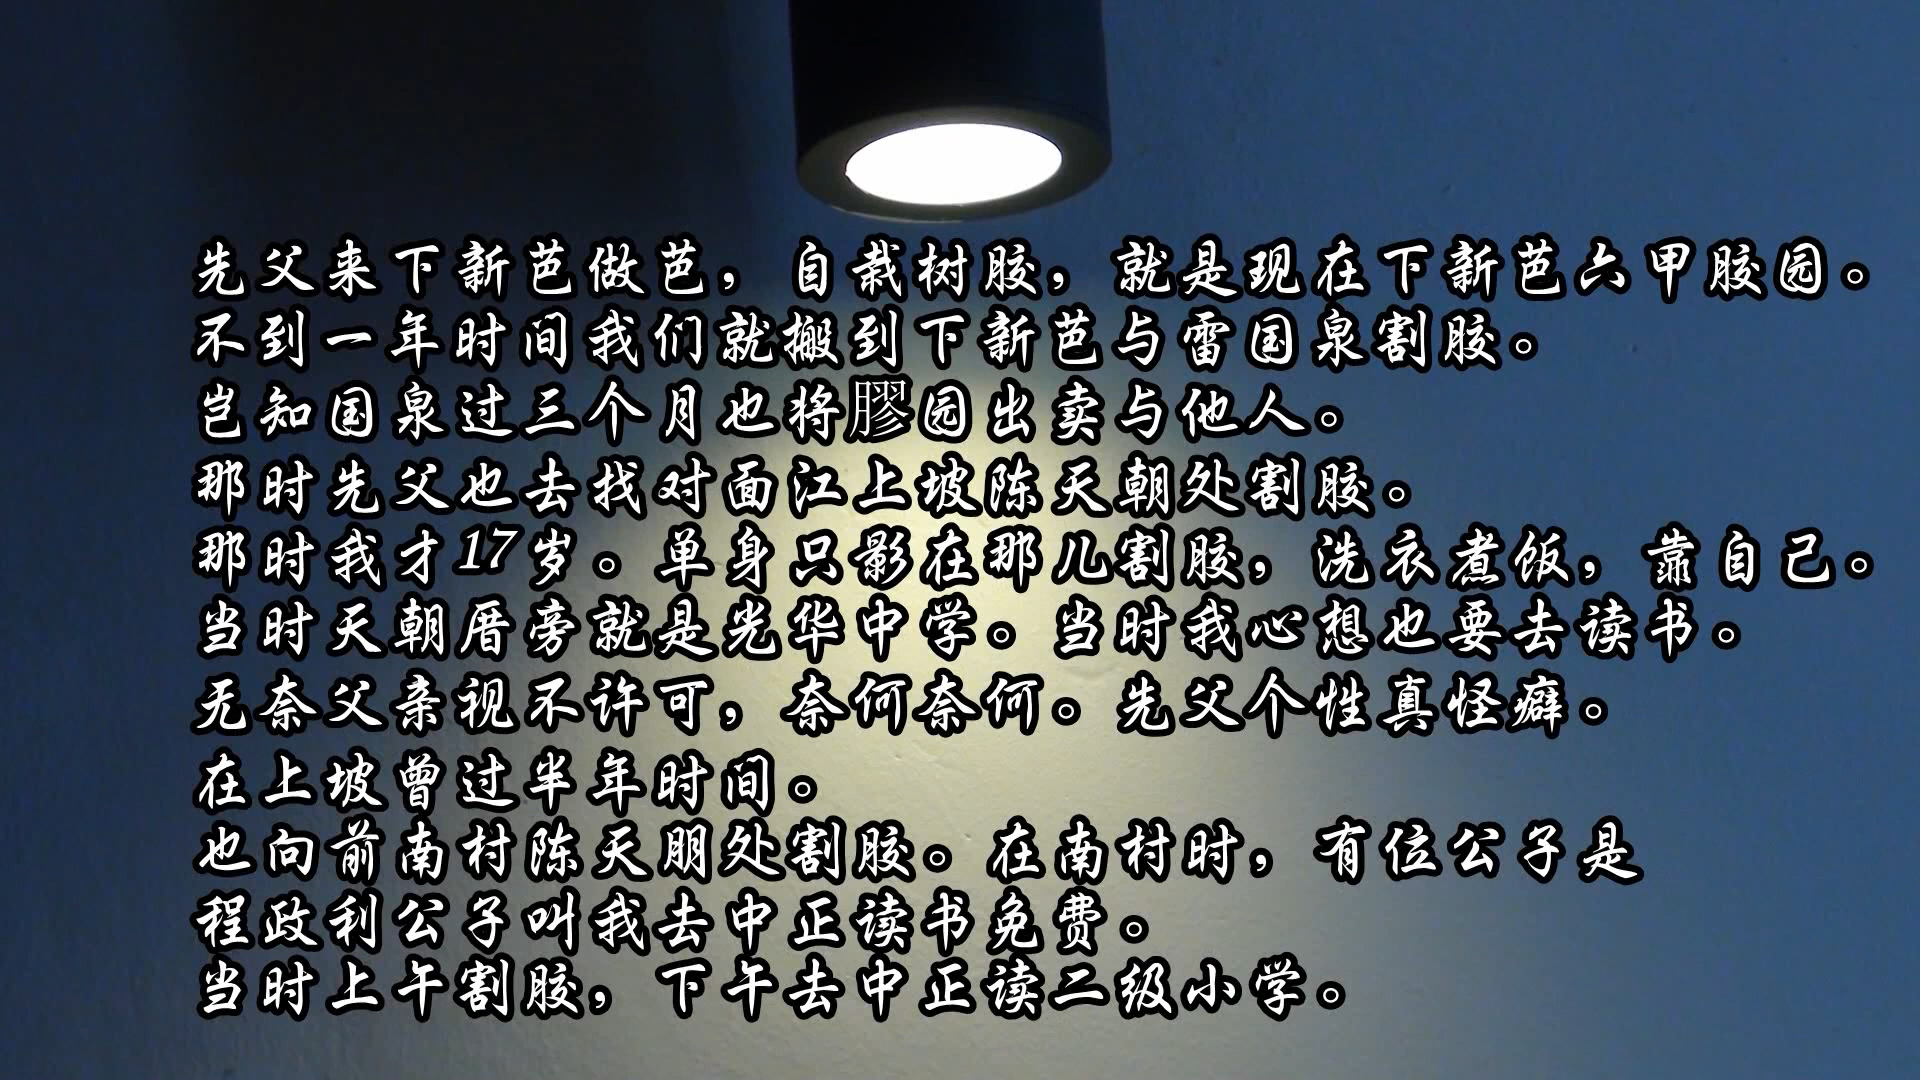 先父来下新芭做芭，自栽树胶，就是现在下新芭六甲胶园。
不到一年时间我们就搬到下新芭与雷国泉割胶。
岂知国泉过三个月也将膠园出卖与他人。
那时先父也去找对面江上坡陈天朝处割胶。
那时我才17岁。单身只影在那儿割胶，洗衣煮饭，靠自己。
当时天朝厝旁就是光华中学。当时我心想也要去读书。
无奈父亲视不许可，奈何奈何。先父个性真怪癖。
在上坡曾过半年时间。
也向前南村陈天朋处割胶。在南村时，有位公子是
程政利公子叫我去中正读书免费。
当时上午割胶，下午去中正读二级小学。